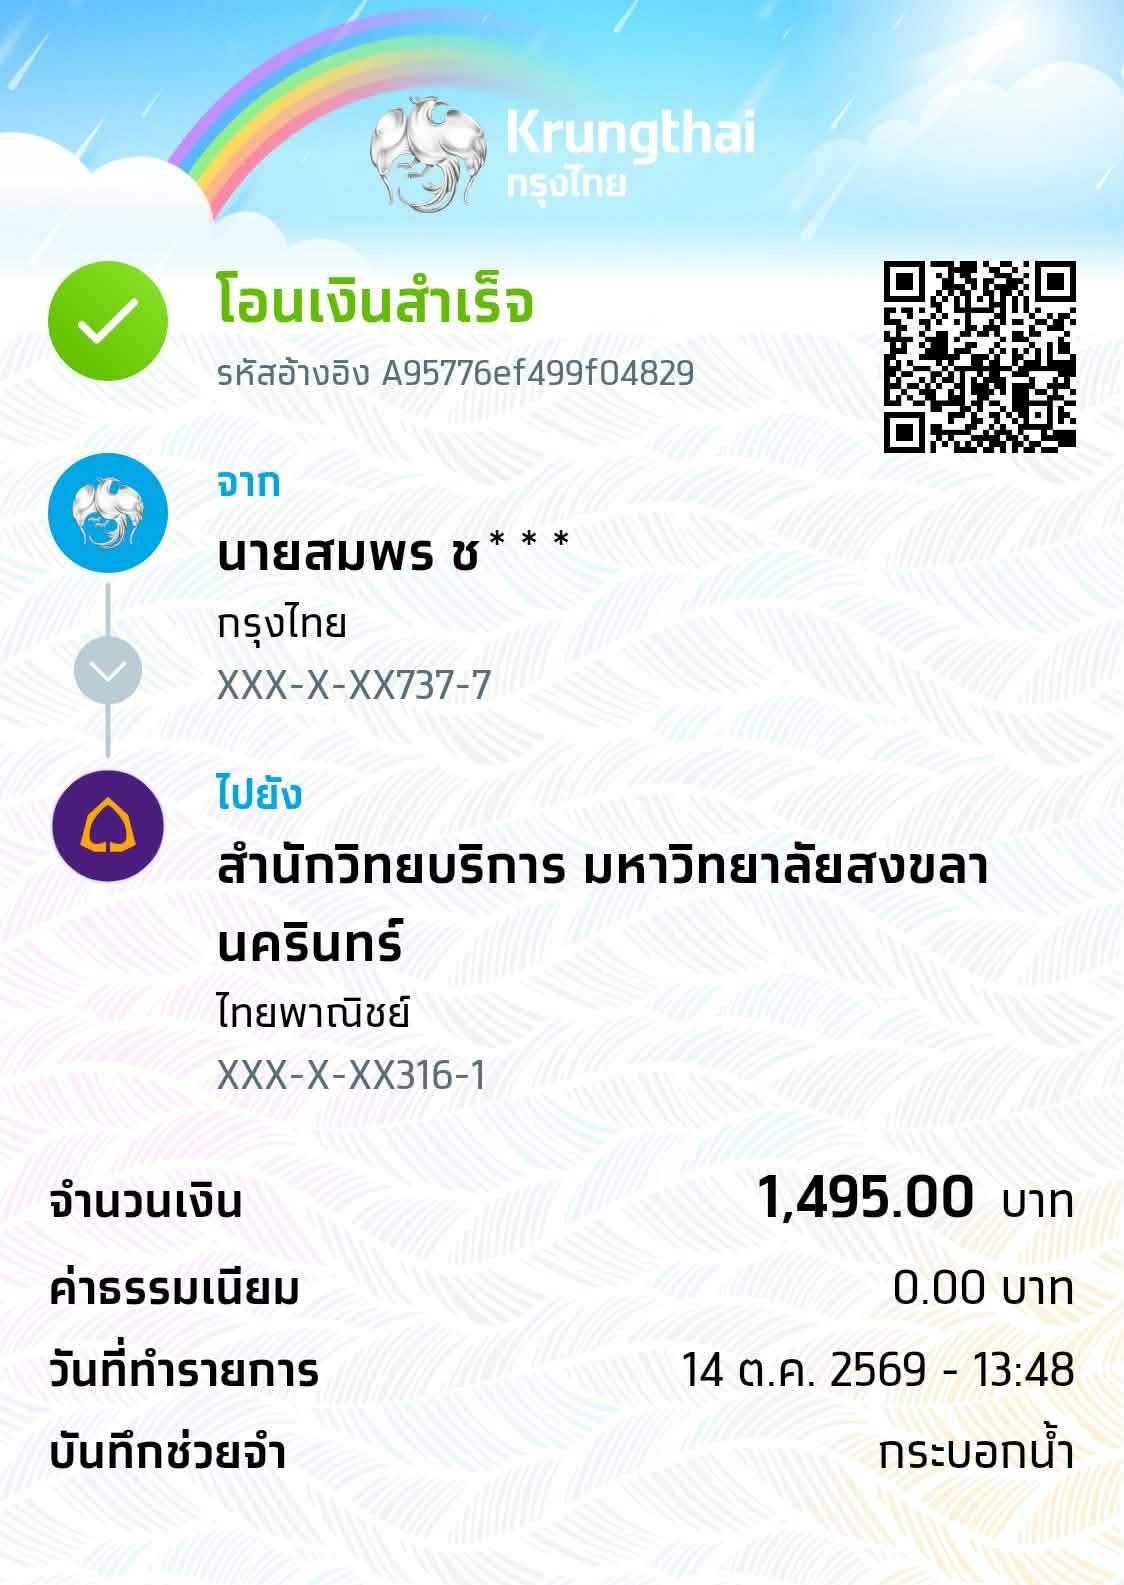 Krungthai
กรุงไทย
โอนเงินสำเร็จ
รหัสอ้างอิง A95776ef499f04829
จาก
นายสมพร ช***
กรุงไทย
XXX-X-XX737-7
ไปยัง
สำนักวิทยบริการ มหาวิทยาลัยสงขลา
นครินทร์
ไทยพาณิชย์
XXX-X-XX316-1
จำนวนเงิน 1,495.00 บาท
ค่าธรรมเนียม 0.00 บาท
วันที่ทำรายการ 14 ต.ค. 2569 - 13:48
บันทึกช่วยจำ กระบอกน้ำ